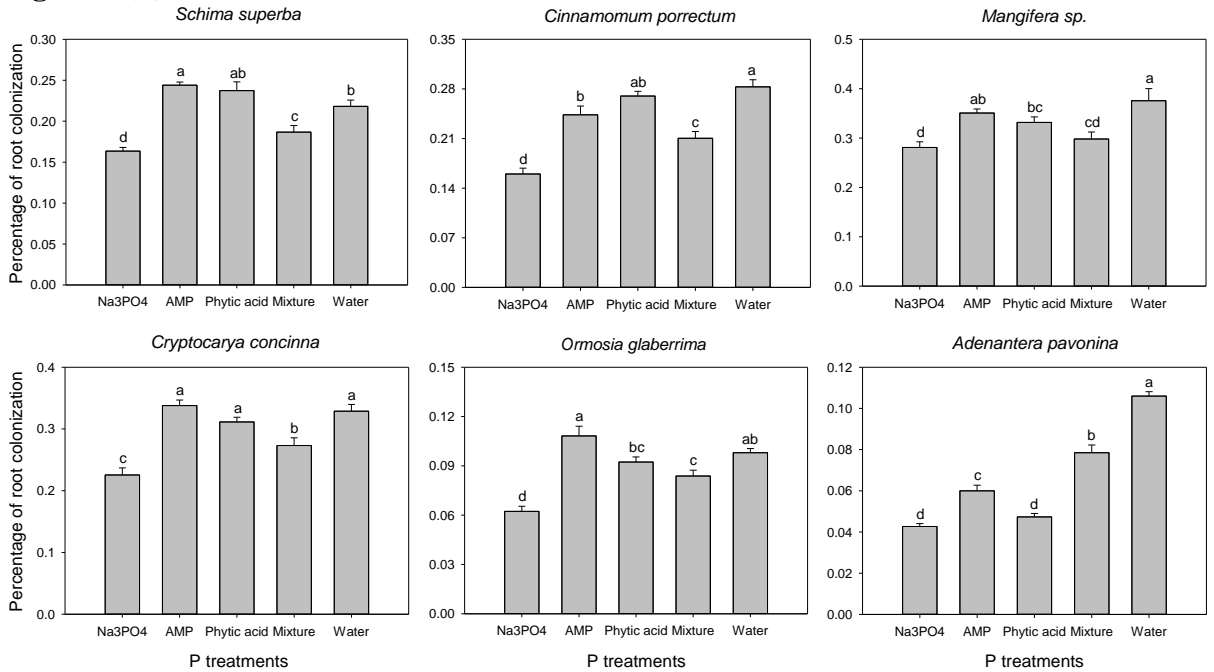 Schima superba
Cinnamomum porrectum
Mangifera sp.
Percentage of root colonization
0.30
0.25
0.20
0.15
0.10
0.05
0.00
d
a
ab
c
b
Na3PO4 AMP Phytic acid Mixture Water
0.35
0.28
0.21
0.14
0.07
0.00
d
b
ab
c
a
Na3PO4 AMP Phytic acid Mixture Water
0.5
0.4
0.3
0.2
0.1
0.0
d
ab
bc
cd
a
Na3PO4 AMP Phytic acid Mixture Water
Cryptocarya concinna
Ormosia glaberrima
Adenantera pavonina
Percentage of root colonization
0.4
0.3
0.2
0.1
0.0
c
a
a
b
a
Na3PO4 AMP Phytic acid Mixture Water
P treatments
0.15
0.12
0.09
0.06
0.03
0.00
d
a
bc
c
ab
Na3PO4 AMP Phytic acid Mixture Water
P treatments
0.12
0.10
0.08
0.06
0.04
0.02
0.00
d
c
d
b
a
Na3PO4 AMP Phytic acid Mixture Water
P treatments